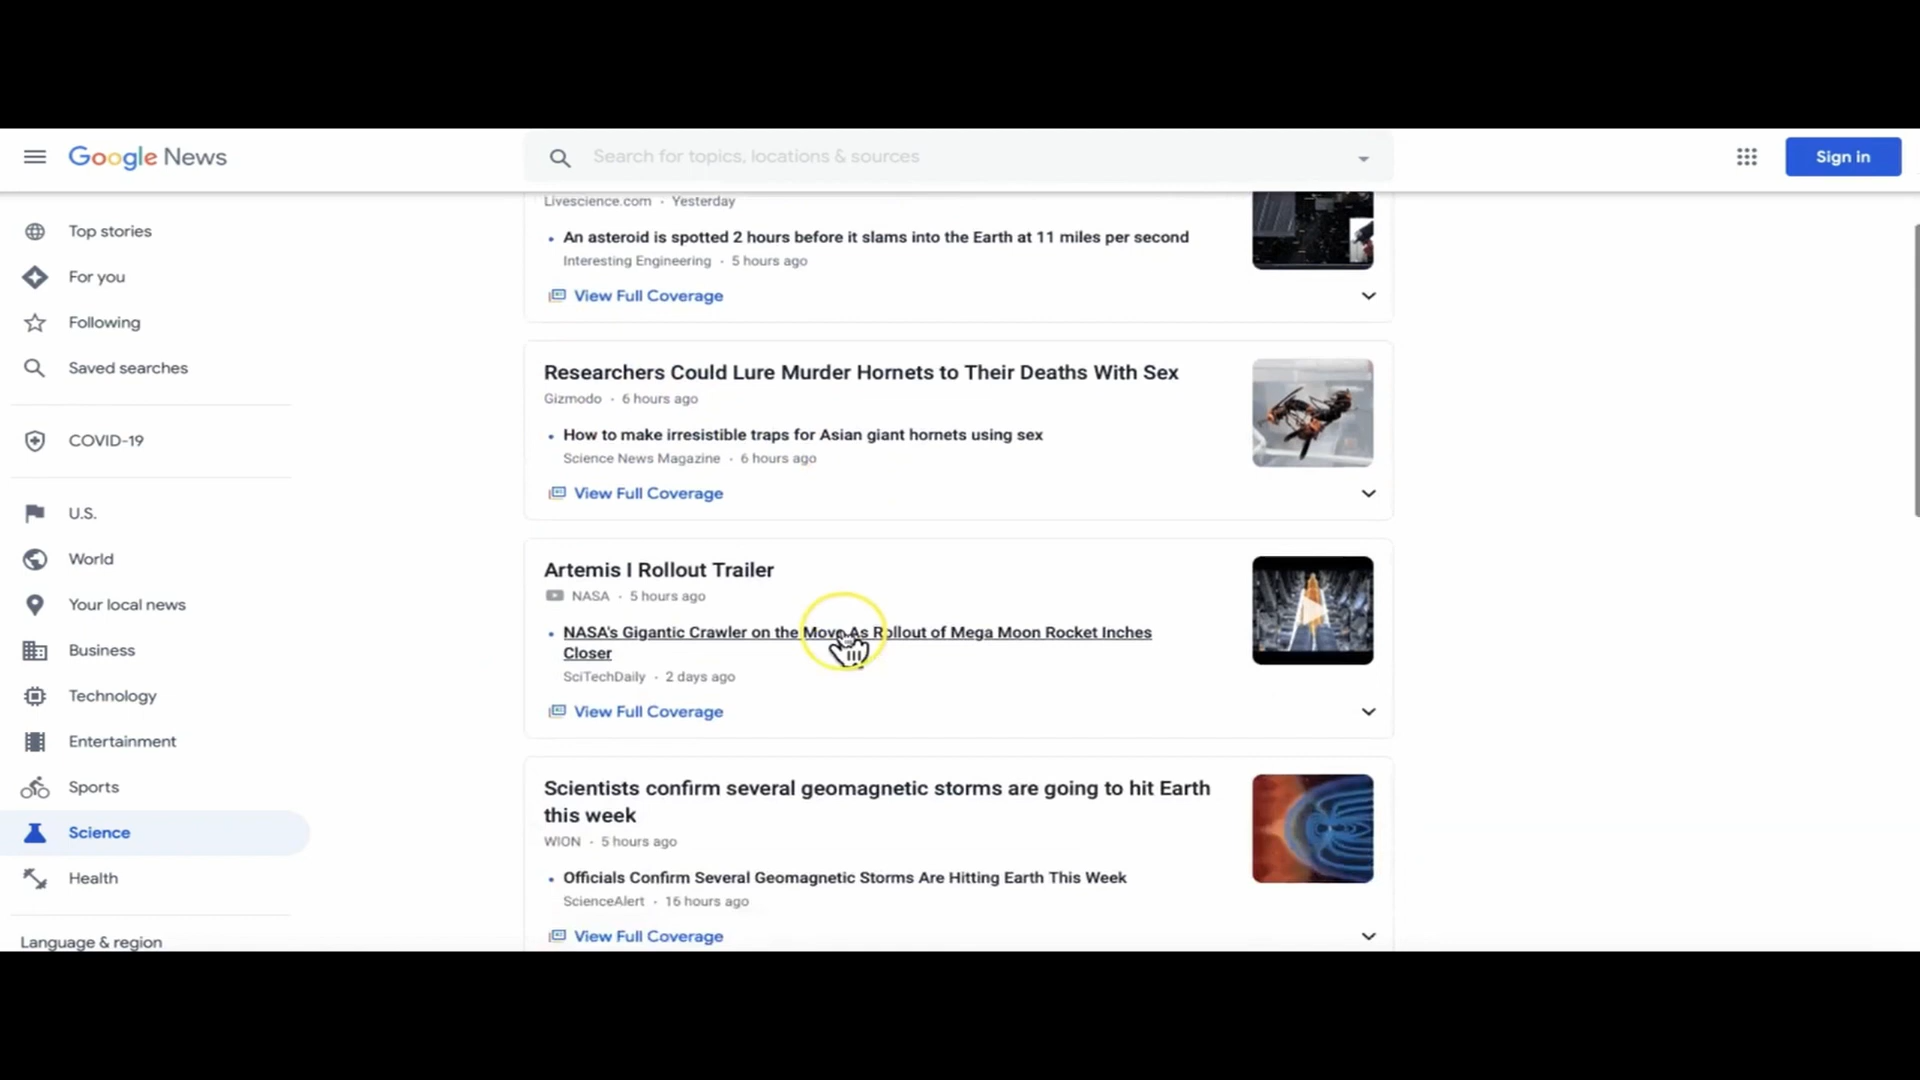 Google News
Search for topics, locations & sources
Sign in
Top stories
For you
Following
Saved searches
COVID-19
U.S.
World
Your local news
Business
Technology
Entertainment
Sports
Science
Health
Language & region
Livescience.com · Yesterday
• An asteroid is spotted 2 hours before it slams into the Earth at 11 miles per second
Interesting Engineering · 5 hours ago
View Full Coverage
Researchers Could Lure Murder Hornets to Their Deaths With Sex
Gizmodo · 6 hours ago
• How to make irresistible traps for Asian giant hornets using sex
Science News Magazine · 6 hours ago
View Full Coverage
Artemis I Rollout Trailer
NASA · 5 hours ago
• NASA's Gigantic Crawler on the Move As Rollout of Mega Moon Rocket Inches
Closer
SciTechDaily · 2 days ago
View Full Coverage
Scientists confirm several geomagnetic storms are going to hit Earth
this week
WION · 5 hours ago
• Officials Confirm Several Geomagnetic Storms Are Hitting Earth This Week
ScienceAlert · 16 hours ago
View Full Coverage